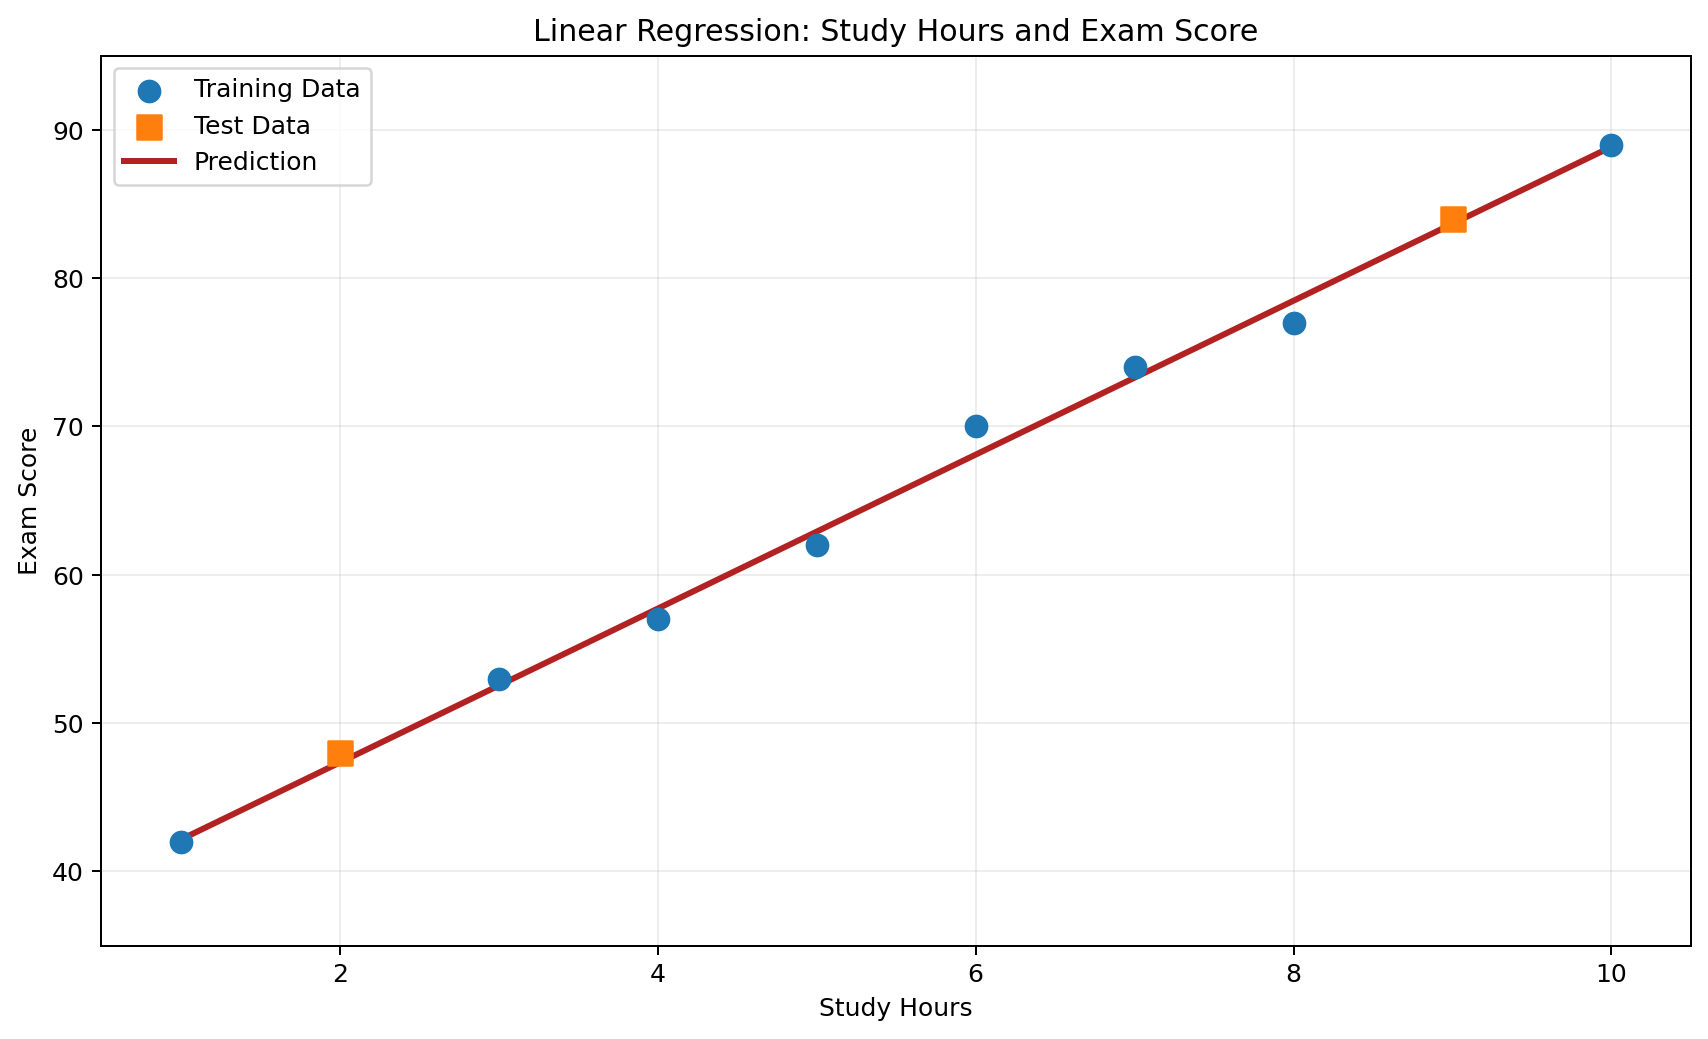 Linear Regression: Study Hours and Exam Score
Training Data
Test Data
Prediction
90
80
70
60
50
40
Exam Score
2 4 6 8 10
Study Hours